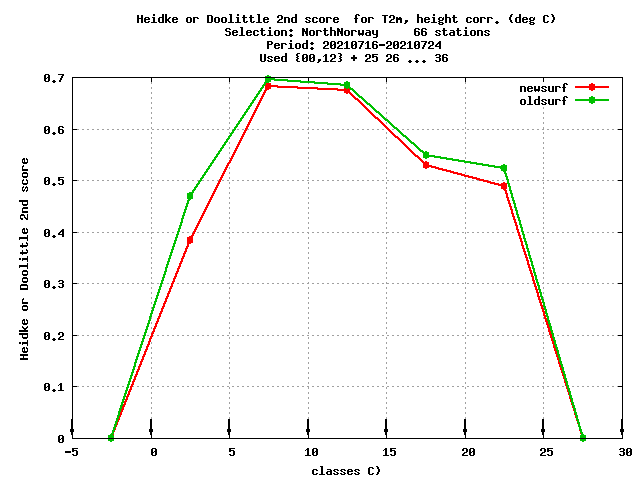 Heidke or Doolittle 2nd score  for T2m, height corr. (deg C)
Selection: NorthNorway     66 stations
Period: 20210716-20210724
Used {00,12} + 25 26 ... 36
newsurf
oldsurf
Heidke or Doolittle 2nd score
0.7
0.6
0.5
0.4
0.3
0.2
0.1
0
-5 0 5 10 15 20 25 30
classes C)